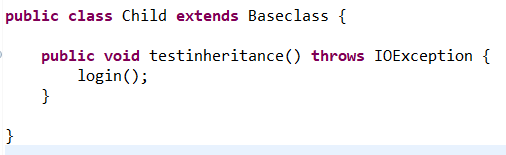 public class Child extends Baseclass {
public void testinheritance() throws IOException {
login();
}
}